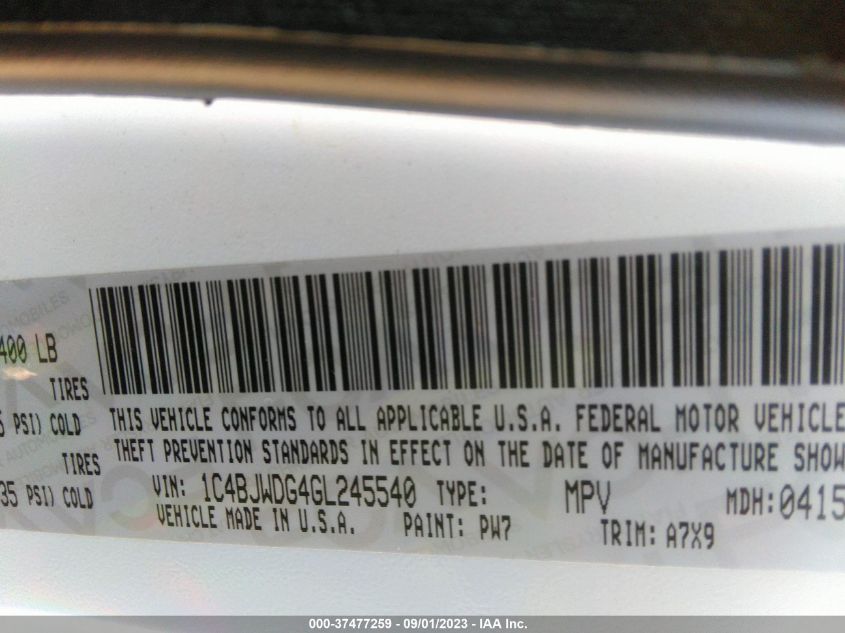 400 LB
TIRES
PSI) COLD
TIRES
35 PSI) COLD
THIS VEHICLE CONFORMS TO ALL APPLICABLE U.S.A. FEDERAL MOTOR VEHICLE
THEFT PREVENTION STANDARDS IN EFFECT ON THE DATE OF MANUFACTURE SHOW
VIN: 1C4BJWDG4GL245540 TYPE: MPV MDH: 0415
VEHICLE MADE IN U.S.A. PAINT: PW7 TRIM: A7X9
000-37477259 - 09/01/2023 - IAA Inc.